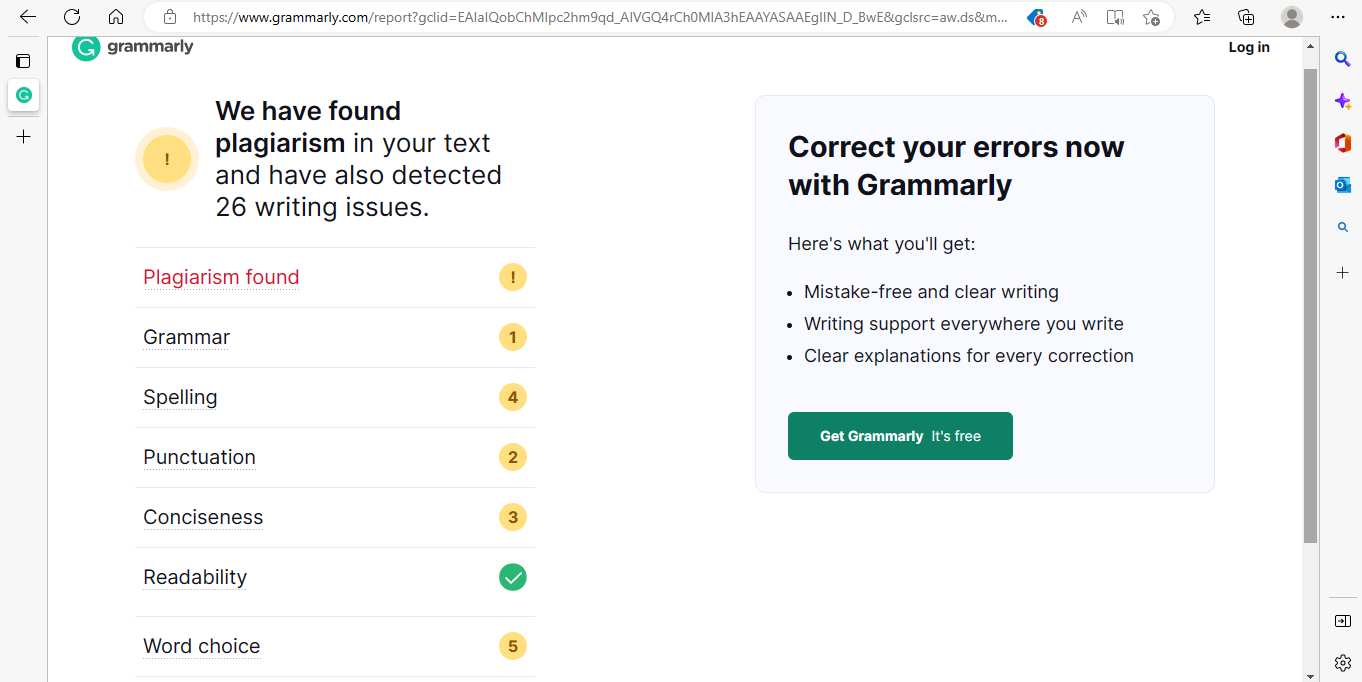 https://www.grammarly.com/report?gclid=EAIaIQobChMIpc2hm9qd_AIVGQ4rCh0MIA3hEAAYASAAEgIIN_D_BwE&gclsrc=aw.ds&m...
8
grammarly
Log in
We have found
plagiarism in your text
and have also detected
26 writing issues.
!
Plagiarism found !
Grammar 1
Spelling 4
Punctuation 2
Conciseness 3
Readability
Word choice 5
Correct your errors now
with Grammarly
Here's what you'll get:
• Mistake-free and clear writing
• Writing support everywhere you write
• Clear explanations for every correction
Get Grammarly It's free